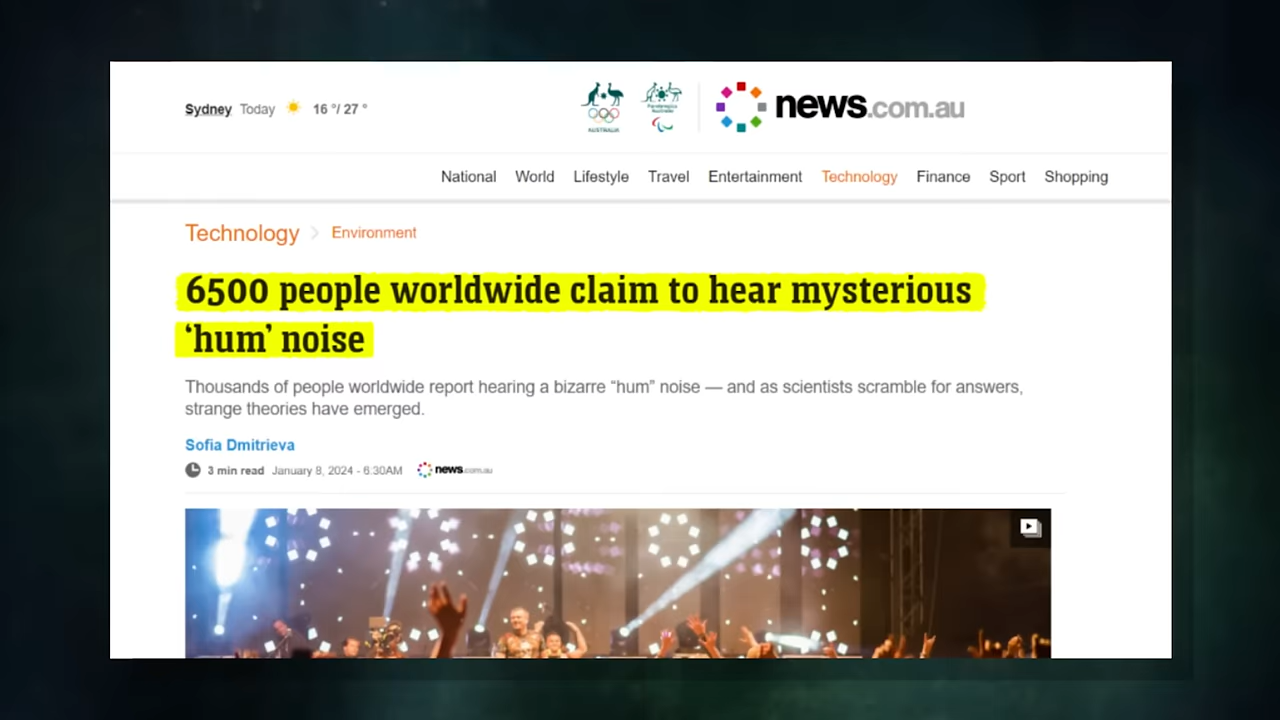 Sydney Today 16 °/ 27 °
AUSTRALIA
news.com.au
National World Lifestyle Travel Entertainment Technology Finance Sport Shopping
Technology Environment
6500 people worldwide claim to hear mysterious
‘hum’ noise
Thousands of people worldwide report hearing a bizarre “hum” noise — and as scientists scramble for answers,
strange theories have emerged.
Sofia Dmitrieva
3 min read January 8, 2024 - 6:30AM news.com.au